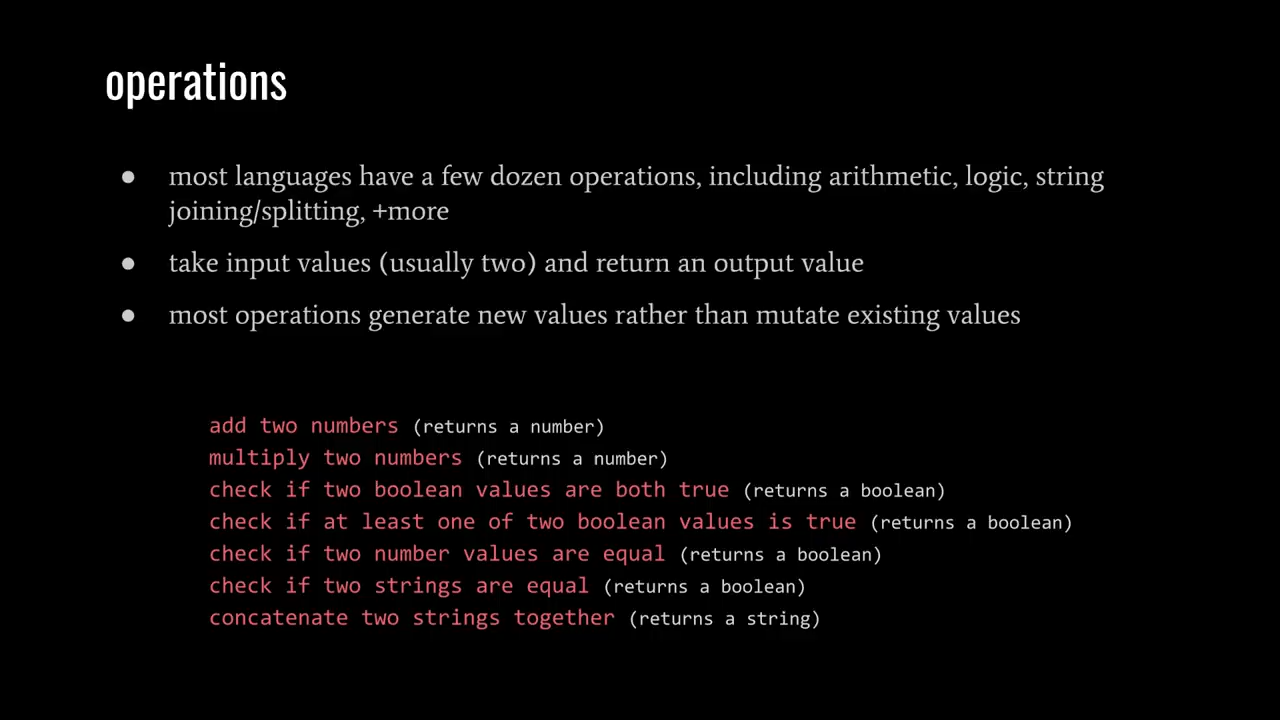 operations
● most languages have a few dozen operations, including arithmetic, logic, string
joining/splitting, +more
● take input values (usually two) and return an output value
● most operations generate new values rather than mutate existing values
add two numbers (returns a number)
multiply two numbers (returns a number)
check if two boolean values are both true (returns a boolean)
check if at least one of two boolean values is true (returns a boolean)
check if two number values are equal (returns a boolean)
check if two strings are equal (returns a boolean)
concatenate two strings together (returns a string)